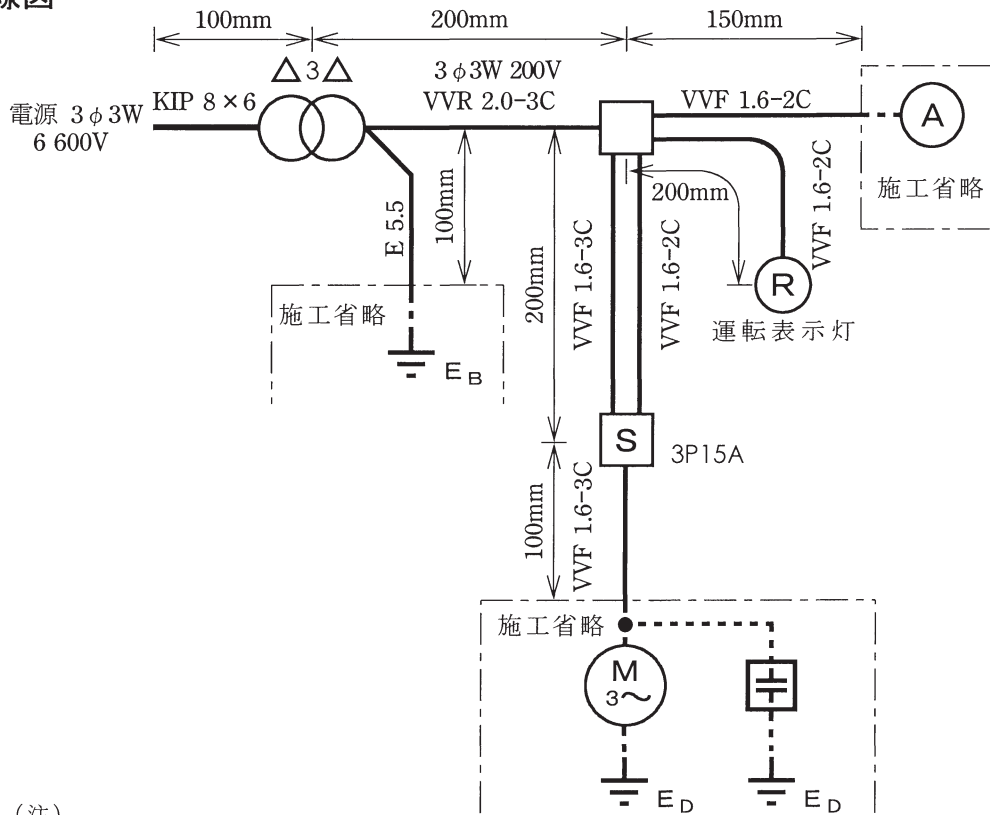 100mm
200mm
150mm
△ 3 △
3φ3W 200V
電源 3φ3W
6 600V
KIP 8×6
VVR 2.0-3C
VVF 1.6-2C
A
施工省略
E 5.5
100mm
200mm
VVF 1.6-3C
VVF 1.6-2C
200mm
VVF 1.6-2C
R
運転表示灯
施工省略
EB
S
3P15A
100mm
VVF 1.6-3C
施工省略
M
3～
ED
ED
(注)